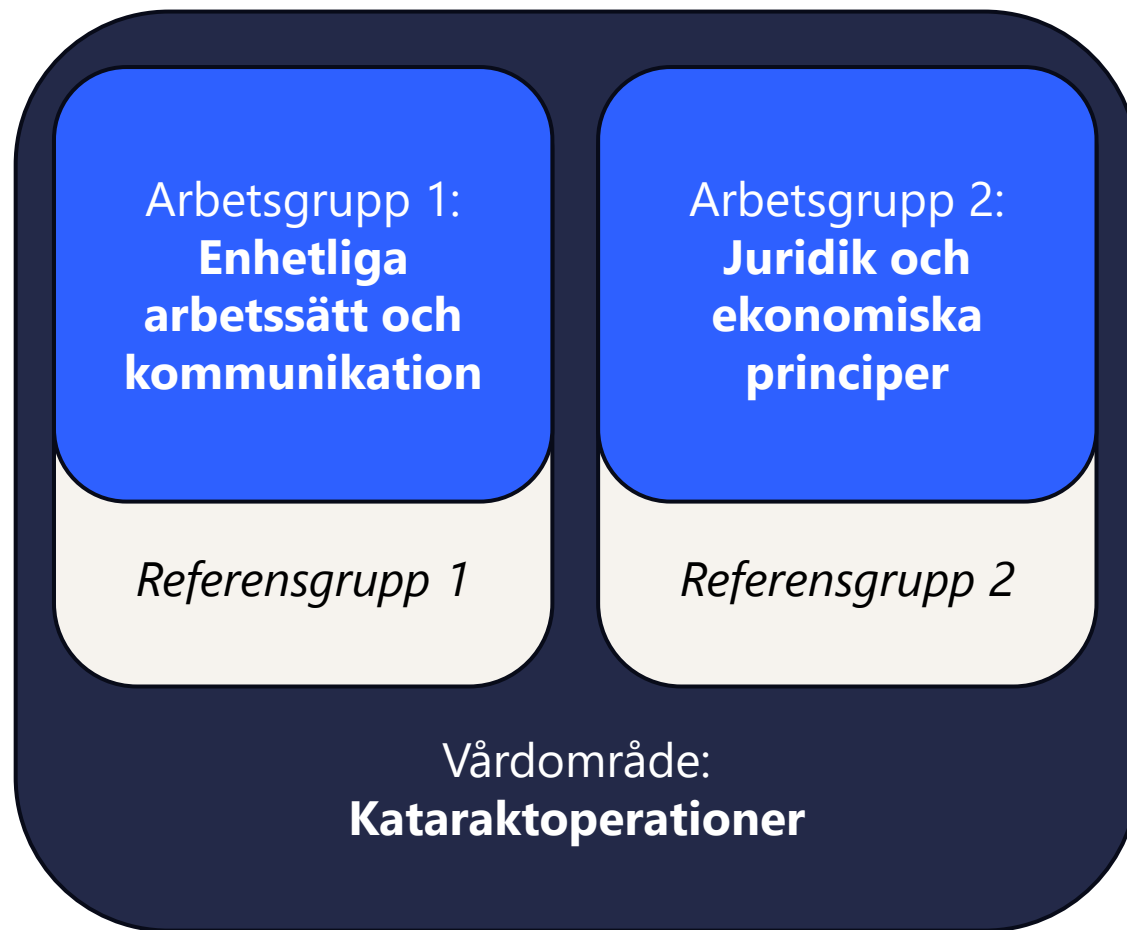 Arbetsgrupp 1:
Enhetliga
arbetssätt och
kommunikation
Referensgrupp 1
Arbetsgrupp 2:
Juridik och
ekonomiska
principer
Referensgrupp 2
Vårdområde:
Kataraktoperationer